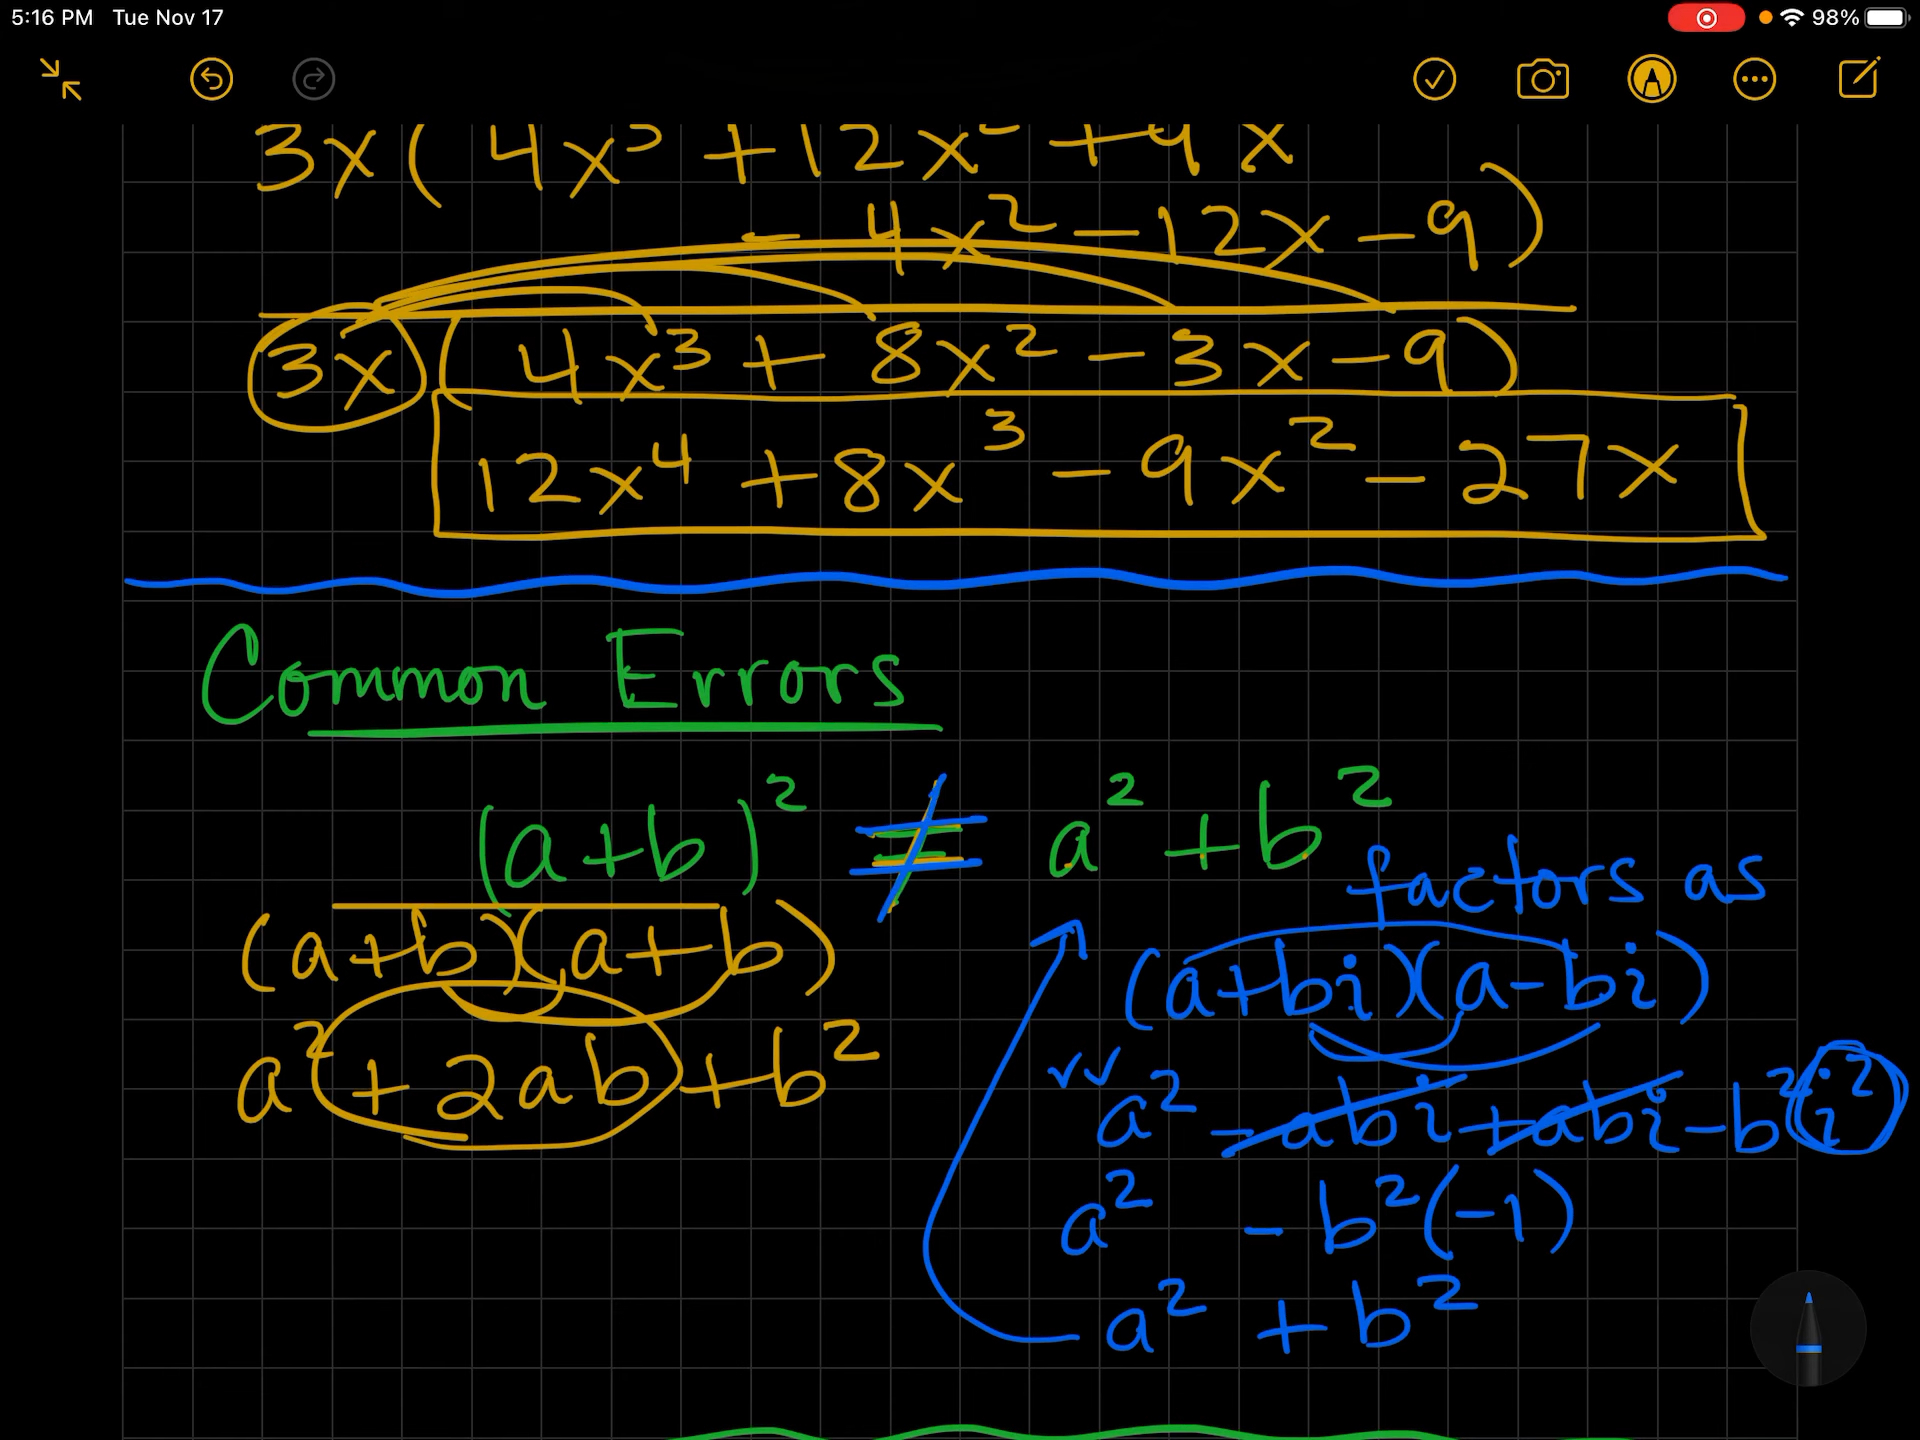 5:16 PM Tue Nov 17 98%
3x( 4x³ + 12x² + 9x
- 4x² - 12x - 9)
3x ( 4x³ + 8x² - 3x - 9)
12x⁴ + 8x³ - 9x² - 27x
Common Errors
(a+b)² ≠ a² + b²
factors as
(a+b)(a+b)
(a+bi)(a-bi)
a² + 2ab + b²
a² - abi + abi - b²i²
a² - b²(-1)
a² + b²